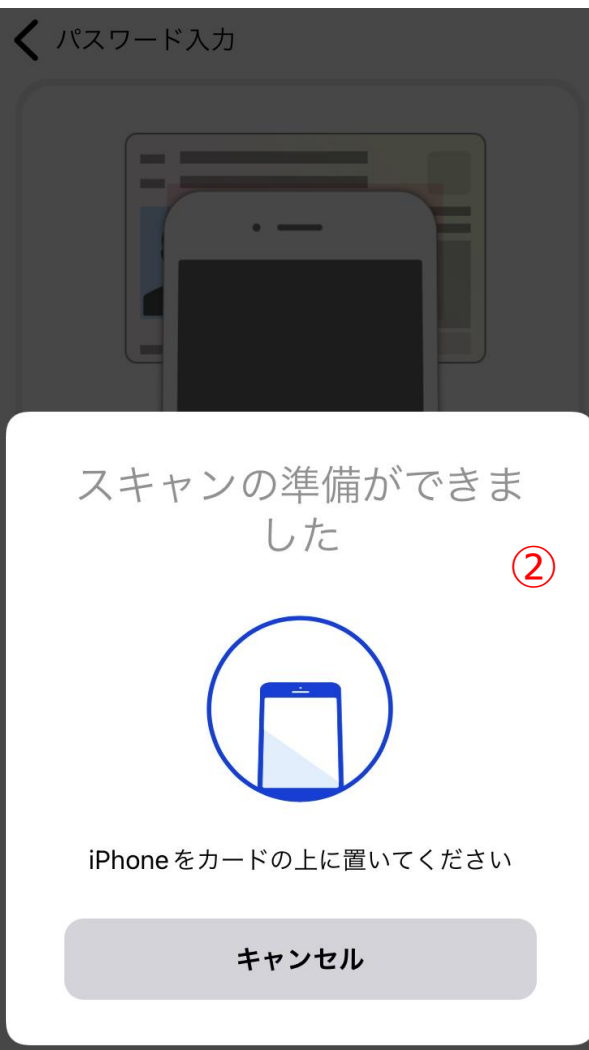 パスワード入力
スキャンの準備ができま
した
②
iPhoneをカードの上に置いてください
キャンセル